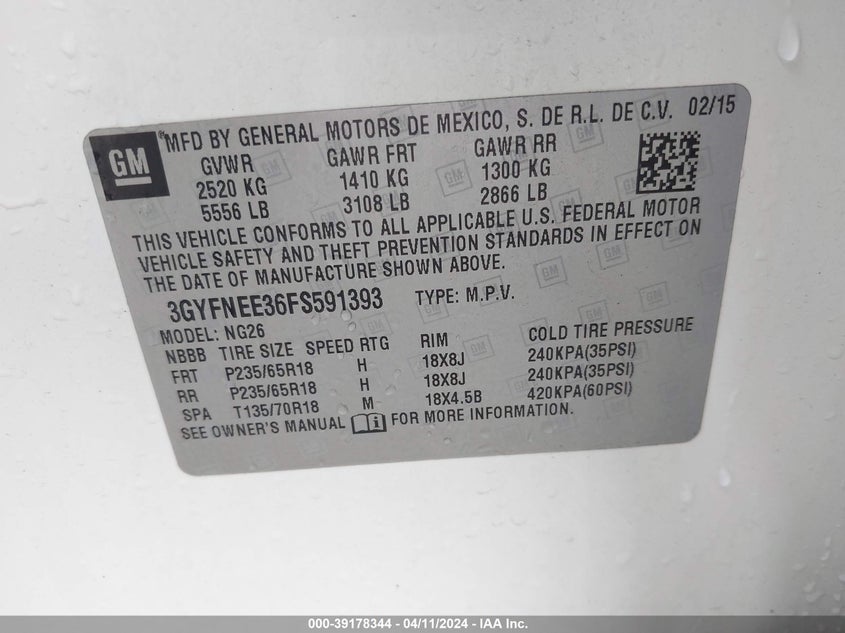 GM
®MFD BY GENERAL MOTORS DE MEXICO, S. DE R.L. DE C.V. 02/15
GVWR GAWR FRT GAWR RR
2520 KG 1410 KG 1300 KG
5556 LB 3108 LB 2866 LB
THIS VEHICLE CONFORMS TO ALL APPLICABLE U.S. FEDERAL MOTOR
VEHICLE SAFETY AND THEFT PREVENTION STANDARDS IN EFFECT ON
THE DATE OF MANUFACTURE SHOWN ABOVE.
3GYFNEE36FS591393 TYPE: M.P.V.
MODEL: NG26
NBBB TIRE SIZE SPEED RTG RIM COLD TIRE PRESSURE
FRT P235/65R18 H 18X8J 240KPA(35PSI)
RR P235/65R18 H 18X8J 240KPA(35PSI)
SPA T135/70R18 M 18X4.5B 420KPA(60PSI)
SEE OWNER'S MANUAL FOR MORE INFORMATION.
000-39178344 - 04/11/2024 - IAA Inc.